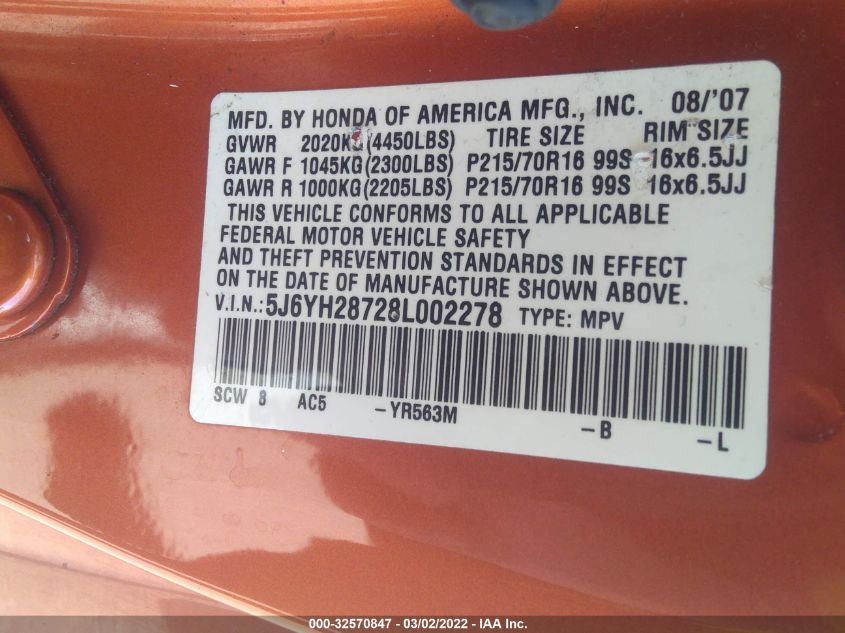 MFD. BY HONDA OF AMERICA MFG., INC. 08/'07
GVWR 2020KG(4450LBS) TIRE SIZE RIM SIZE
GAWR F 1045KG(2300LBS) P215/70R16 99S 16x6.5JJ
GAWR R 1000KG(2205LBS) P215/70R16 99S 16x6.5JJ
THIS VEHICLE CONFORMS TO ALL APPLICABLE
FEDERAL MOTOR VEHICLE SAFETY
AND THEFT PREVENTION STANDARDS IN EFFECT
ON THE DATE OF MANUFACTURE SHOWN ABOVE.
V.I.N.:5J6YH28728L002278 TYPE: MPV
SCW 8 AC5 -YR563M -B -L
000-32570847 - 03/02/2022 - IAA Inc.